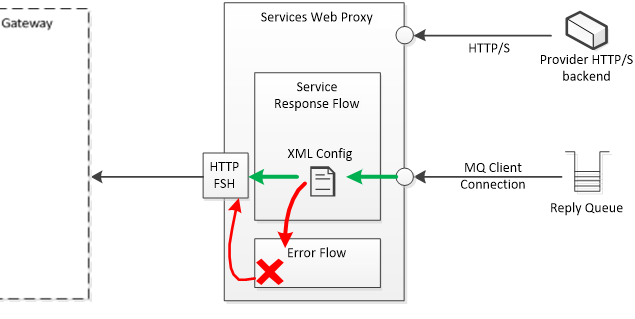 Gateway
Services Web Proxy
HTTP/S
Provider HTTP/S
backend
Service
Response Flow
XML Config
HTTP
FSH
MQ Client
Connection
Reply Queue
Error Flow